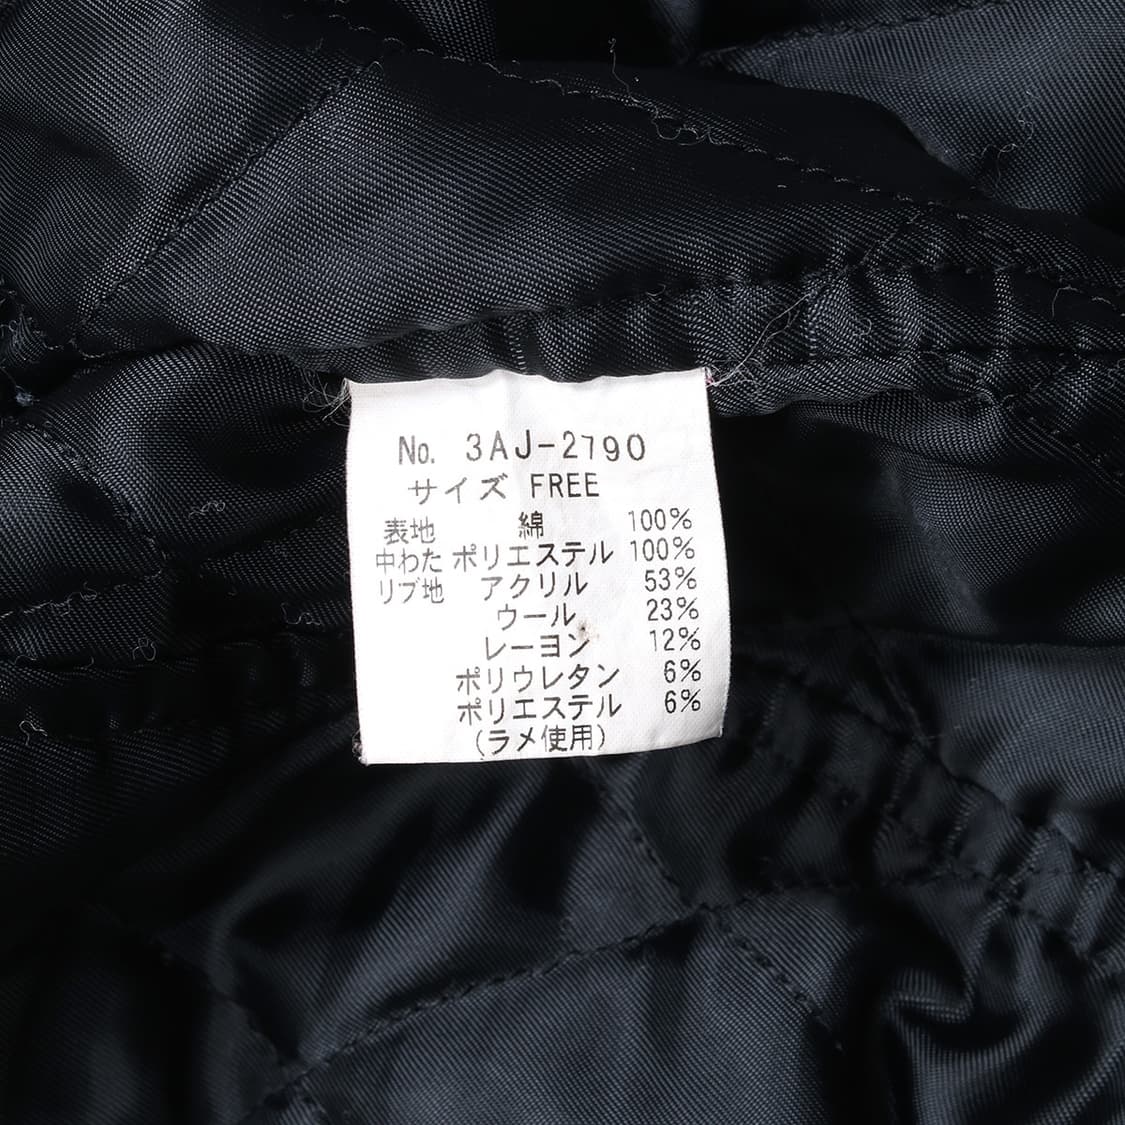 No. 3AJ-2790
サイズ FREE
表地 綿 100%
中わた ポリエステル 100%
リブ地 アクリル 53%
ウール 23%
レーヨン 12%
ポリウレタン 6%
ポリエステル 6%
(ラメ使用)